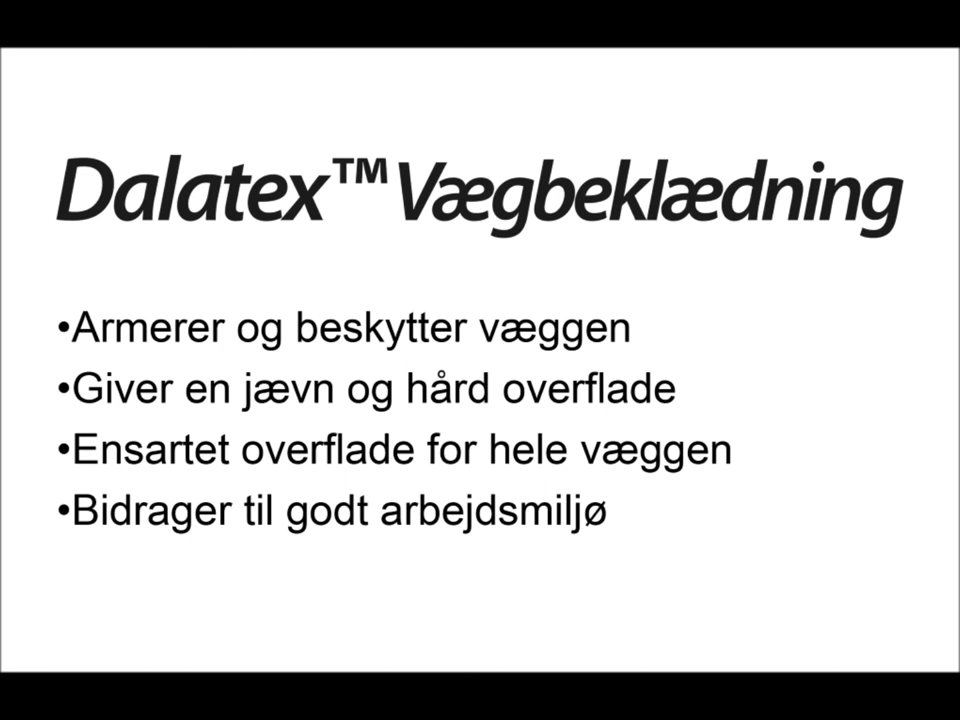 Dalatex™ Vægbeklædning
•Armerer og beskytter væggen
•Giver en jævn og hård overflade
•Ensartet overflade for hele væggen
•Bidrager til godt arbejdsmiljø